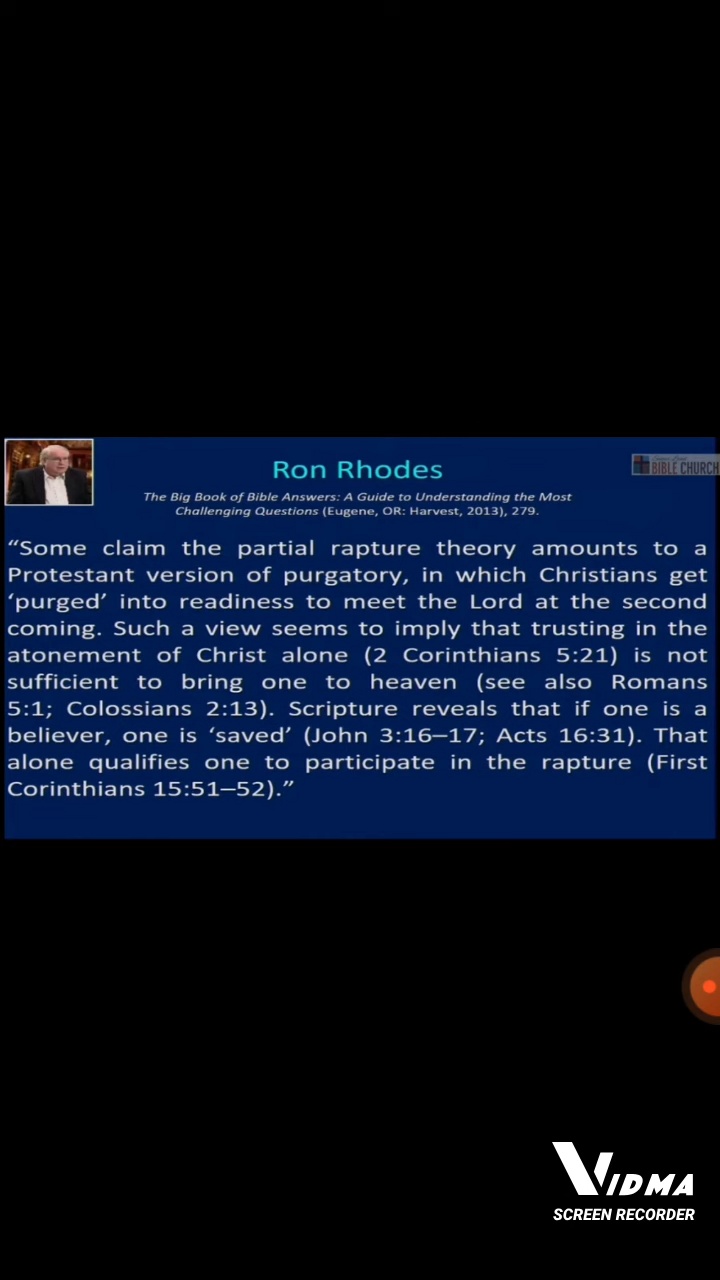 Ron Rhodes
BIBLE CHURCH
The Big Book of Bible Answers: A Guide to Understanding the Most
Challenging Questions (Eugene, OR: Harvest, 2013), 279.
“Some claim the partial rapture theory amounts to a
Protestant version of purgatory, in which Christians get
‘purged’ into readiness to meet the Lord at the second
coming. Such a view seems to imply that trusting in the
atonement of Christ alone (2 Corinthians 5:21) is not
sufficient to bring one to heaven (see also Romans
5:1; Colossians 2:13). Scripture reveals that if one is a
believer, one is ‘saved’ (John 3:16–17; Acts 16:31). That
alone qualifies one to participate in the rapture (First
Corinthians 15:51–52).”
VIDMA
SCREEN RECORDER